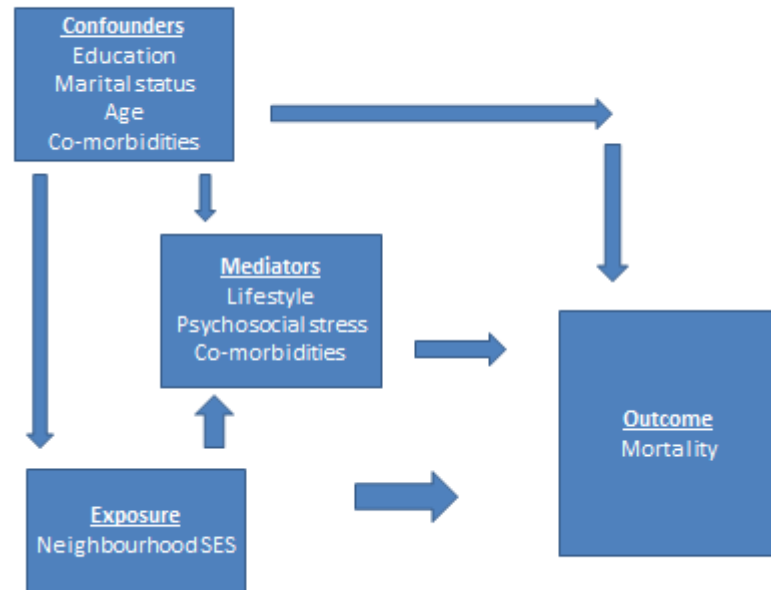 Confounders
Education
Marital status
Age
Co-morbidities
Mediators
Lifestyle
Psychosocial stress
Co-morbidities
Outcome
Mortality
Exposure
Neighbourhood SES